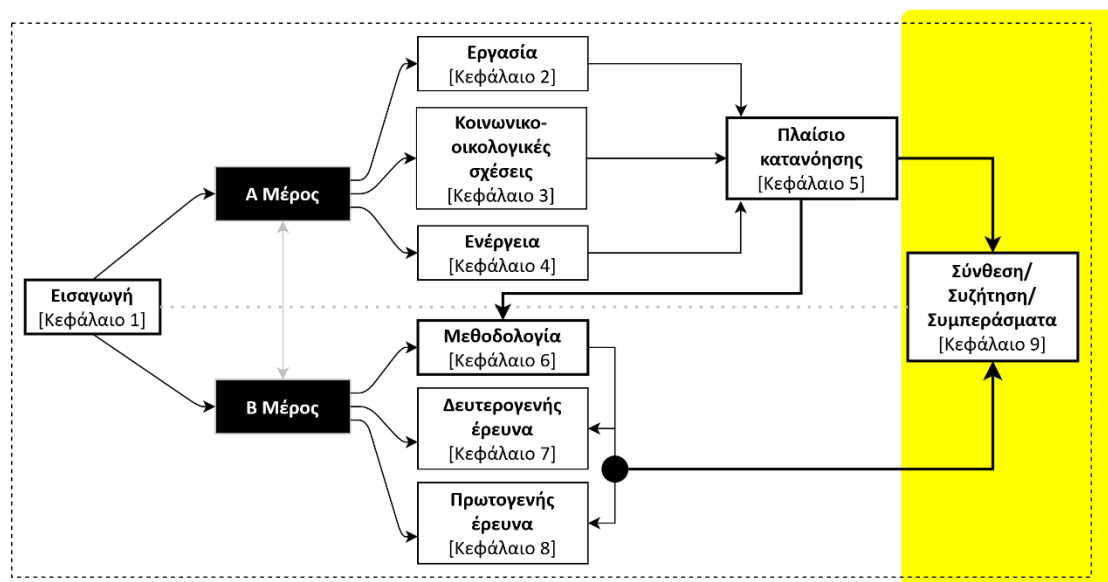 Εργασία
[Κεφάλαιο 2]
Κοινωνικο-
οικολογικές
σχέσεις
[Κεφάλαιο 3]
Πλαίσιο
κατανόησης
[Κεφάλαιο 5]
Α Μέρος
Ενέργεια
[Κεφάλαιο 4]
Εισαγωγή
[Κεφάλαιο 1]
Σύνθεση/
Συζήτηση/
Συμπεράσματα
[Κεφάλαιο 9]
Μεθοδολογία
[Κεφάλαιο 6]
Β Μέρος
Δευτερογενής
έρευνα
[Κεφάλαιο 7]
Πρωτογενής
έρευνα
[Κεφάλαιο 8]